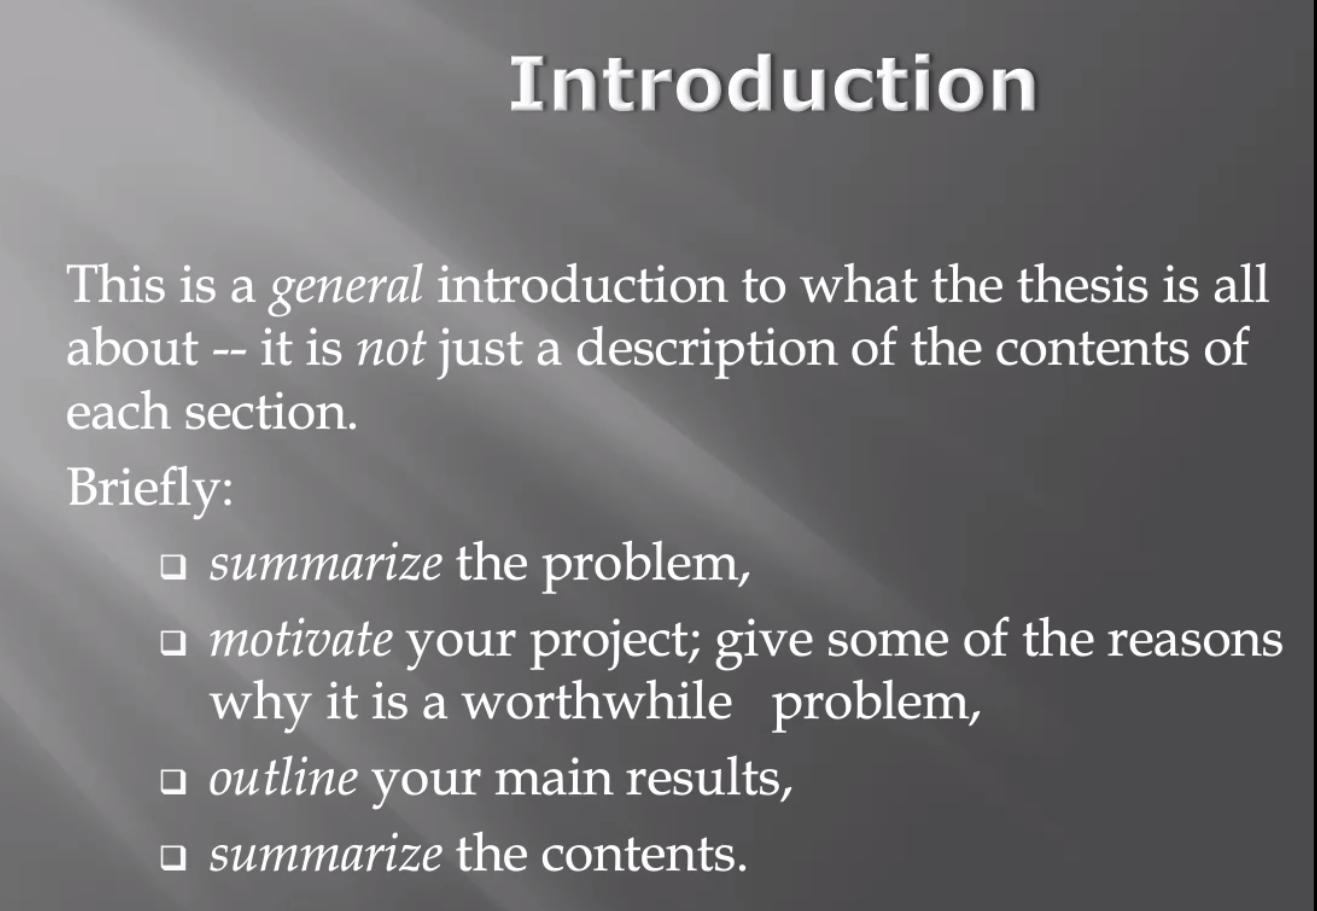 Introduction
This is a general introduction to what the thesis is all
about -- it is not just a description of the contents of
each section.
Briefly:
❑ summarize the problem,
❑ motivate your project; give some of the reasons
why it is a worthwhile problem,
❑ outline your main results,
❑ summarize the contents.